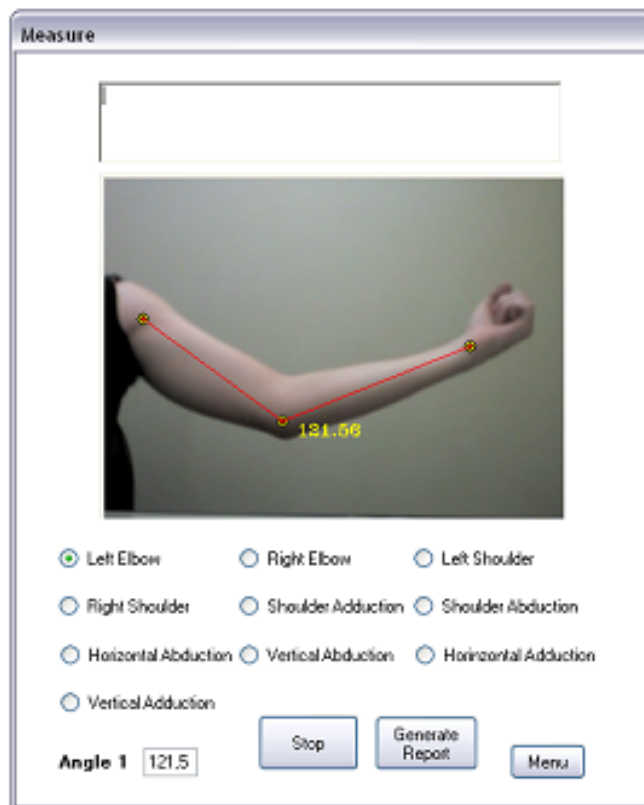 Measure
121.56
Left Elbow Right Elbow Left Shoulder
Right Shoulder Shoulder Adduction Shoulder Abduction
Horizontal Abduction Vertical Abduction Horinzontal Adduction
Vertical Adduction
Stop Generate Report Menu
Angle 1 121.5